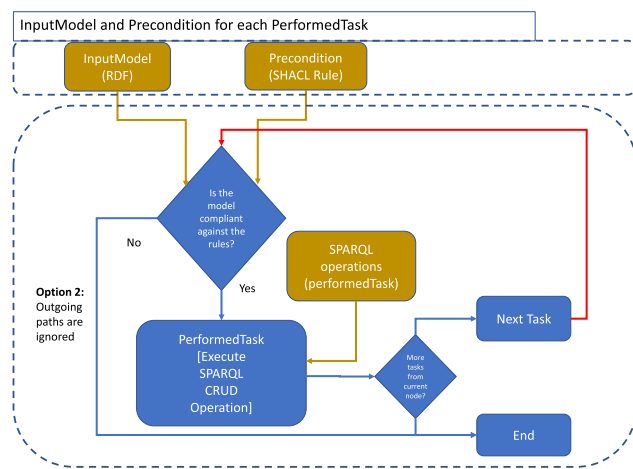 InputModel and Precondition for each PerformedTask
InputModel
(RDF)
Precondition
(SHACL Rule)
Is the
model
compliant
against the
rules?
No
Yes
SPARQL
operations
(performedTask)
Option 2:
Outgoing
paths are
ignored
PerformedTask
[Execute
SPARQL
CRUD
Operation]
More
tasks
from
current
node?
Next Task
End